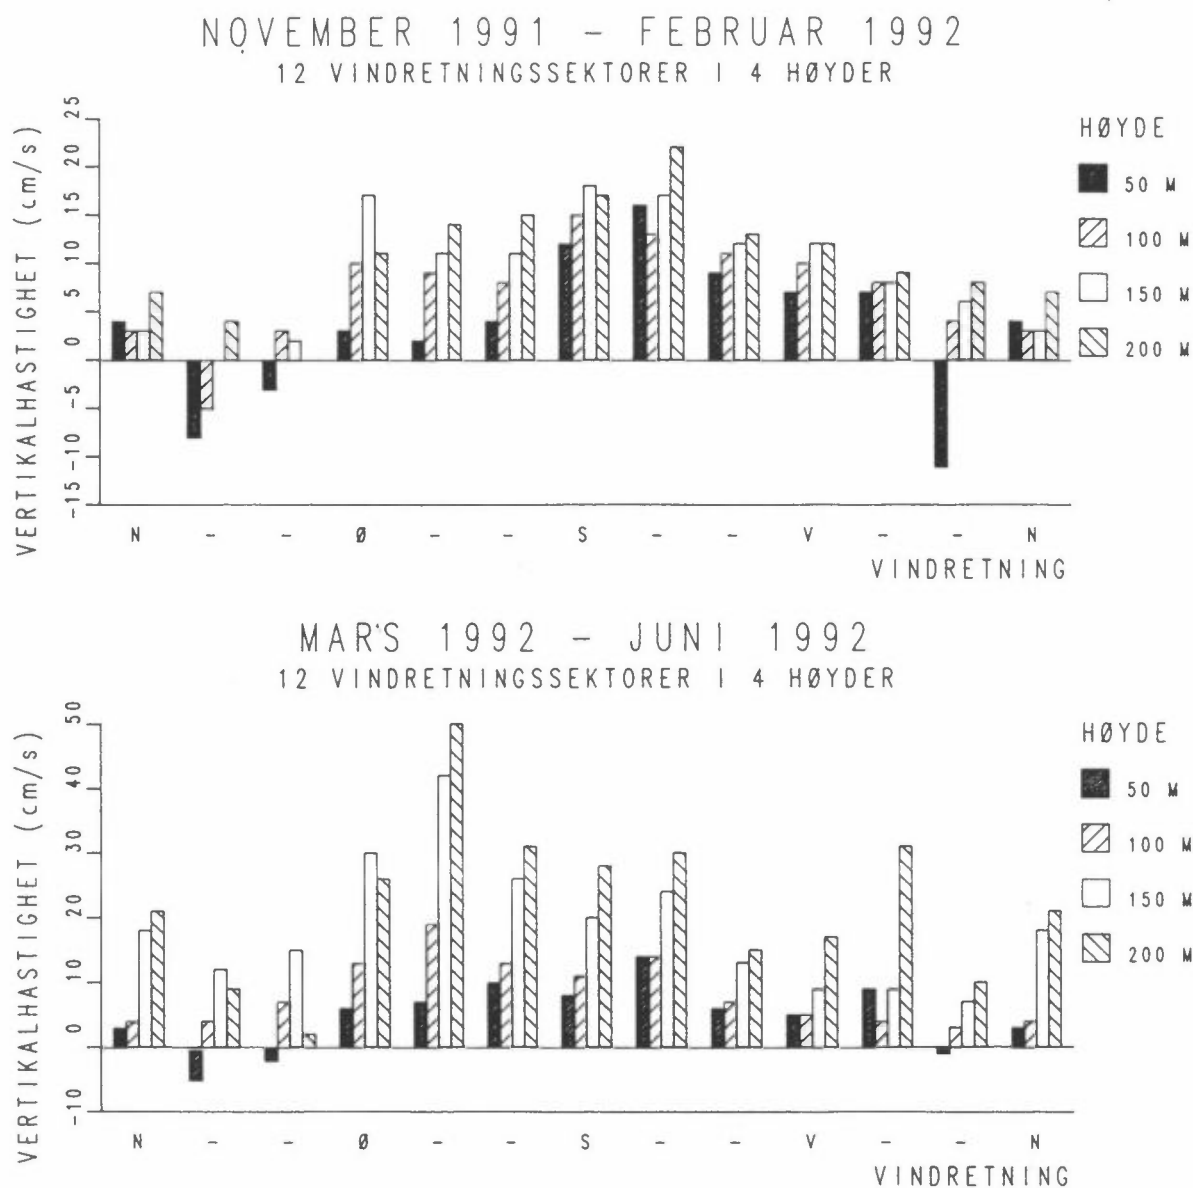 NOVEMBER 1991 - FEBRUAR 1992
12 VINDRETNINGSSEKTORER I 4 HØYDER
VERTIKALHASTIGHET (cm/s)
25
20
15
10
5
0
-5
-10
-15
N - - Ø - - S - - V - - N
VINDRETNING
HØYDE
50 M
100 M
150 M
200 M
MARS 1992 - JUNI 1992
12 VINDRETNINGSSEKTORER I 4 HØYDER
VERTIKALHASTIGHET (cm/s)
50
40
30
20
10
0
-10
N - - Ø - - S - - V - - N
VINDRETNING
HØYDE
50 M
100 M
150 M
200 M